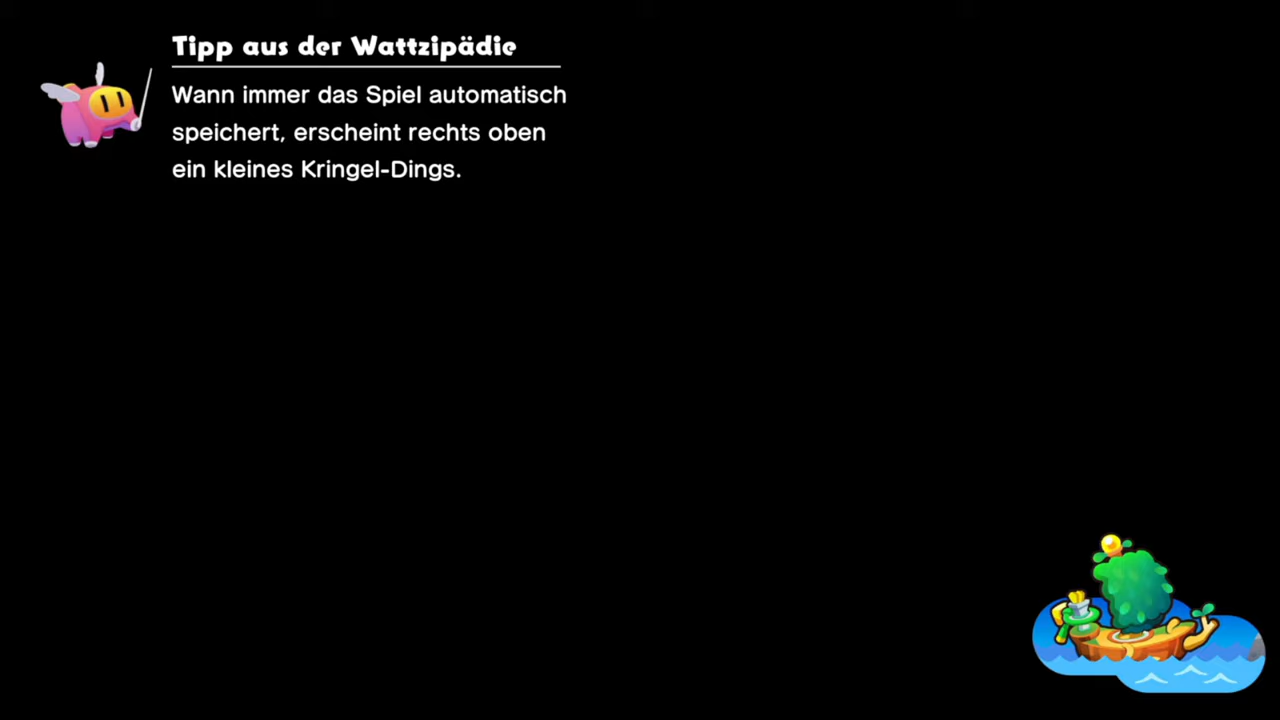 Tipp aus der Wattzipädie
Wann immer das Spiel automatisch
speichert, erscheint rechts oben
ein kleines Kringel-Dings.